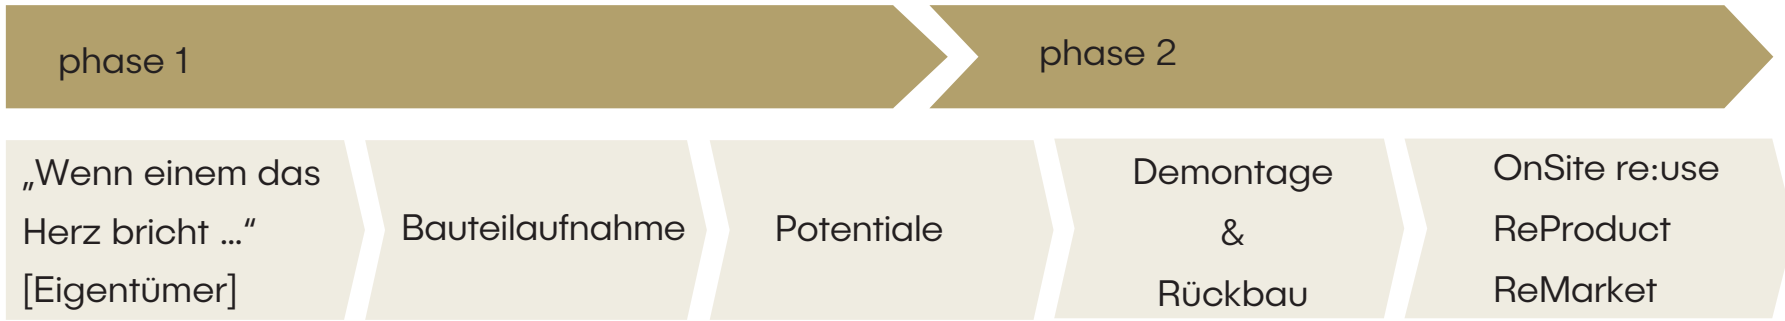 phase 1
phase 2
„Wenn einem das
Herz bricht ...“
[Eigentümer]
Bauteilaufnahme
Potentiale
Demontage
&
Rückbau
OnSite re:use
ReProduct
ReMarket